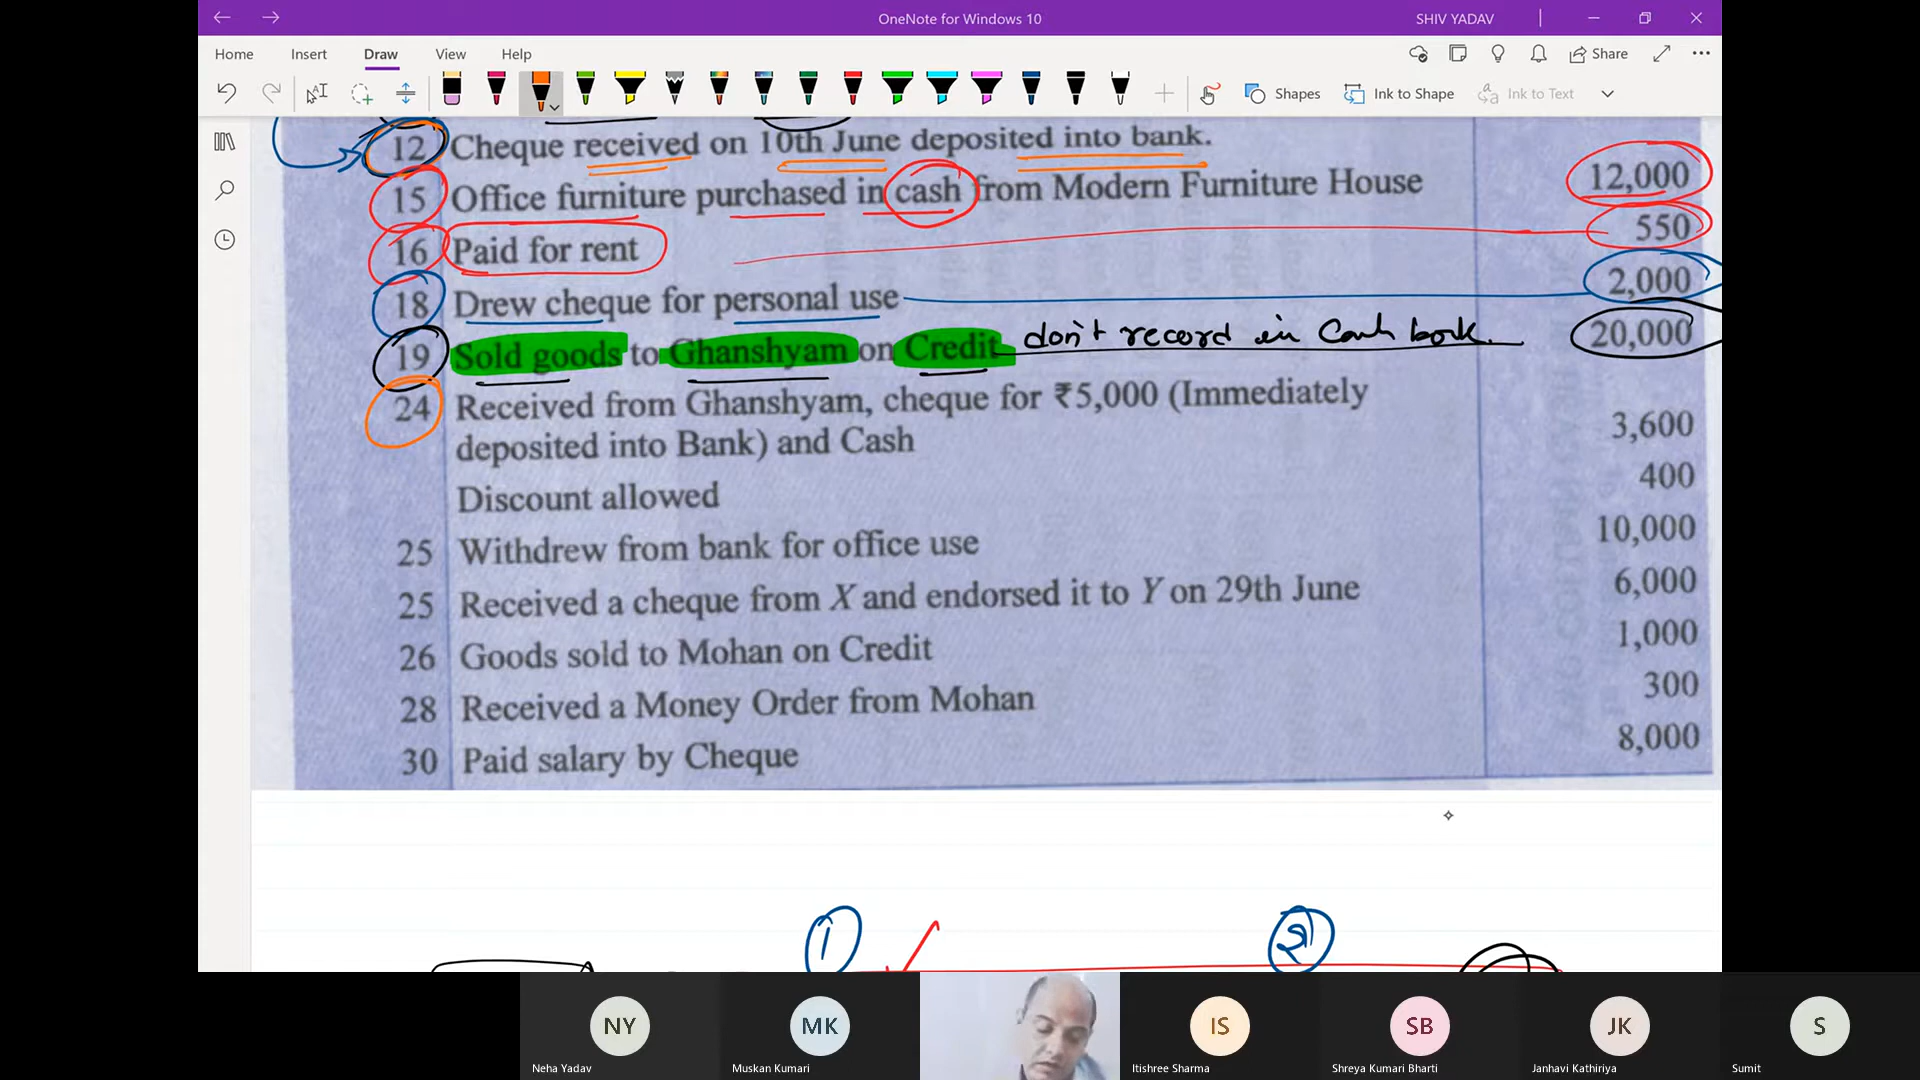 OneNote for Windows 10
SHIV YADAV
Home Insert Draw View Help
Share
Shapes
Ink to Shape
Ink to Text
12 Cheque received on 10th June deposited into bank.
15 Office furniture purchased in cash from Modern Furniture House 12,000
16 Paid for rent 550
18 Drew cheque for personal use 2,000
19 Sold goods to Ghanshyam on Credit don't record in Cash book. 20,000
24 Received from Ghanshyam, cheque for ₹5,000 (Immediately
deposited into Bank) and Cash 3,600
Discount allowed 400
25 Withdrew from bank for office use 10,000
25 Received a cheque from X and endorsed it to Y on 29th June 6,000
26 Goods sold to Mohan on Credit 1,000
28 Received a Money Order from Mohan 300
30 Paid salary by Cheque 8,000
1
NY MK IS SB JK S
Neha Yadav
Muskan Kumari
Itishree Sharma
Shreya Kumari Bharti
Janhavi Kathiriya
Sumit